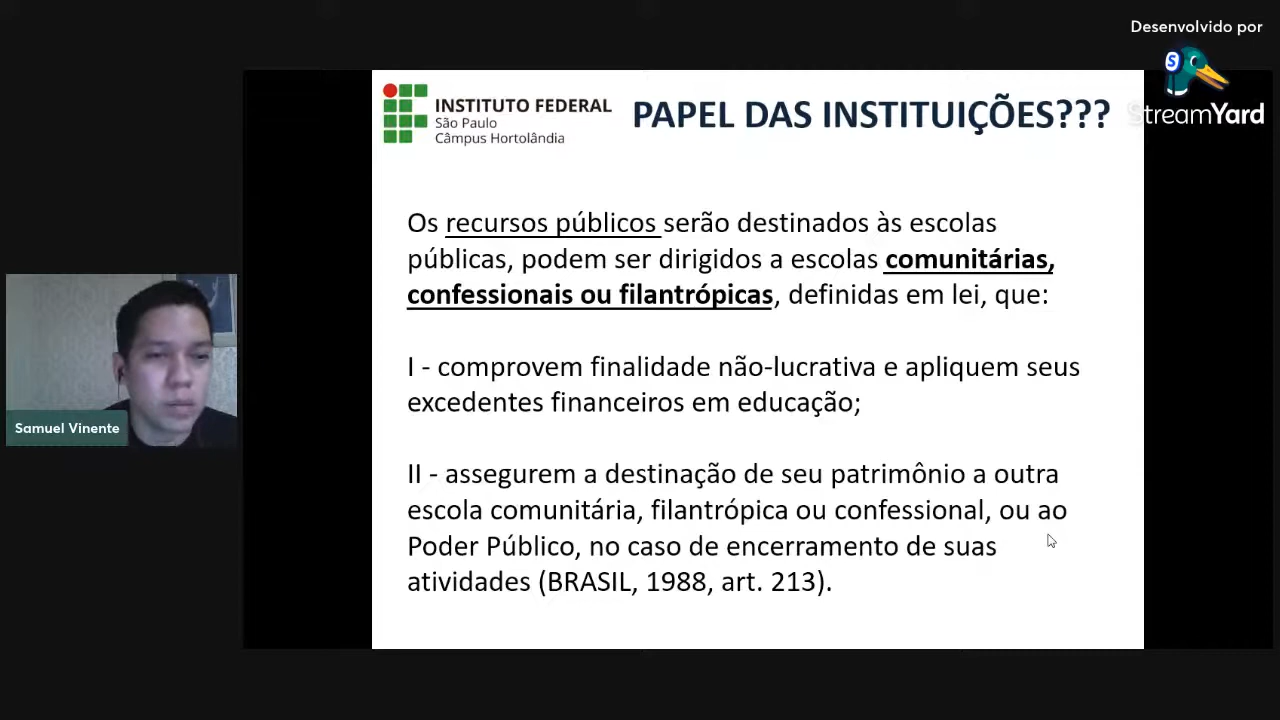 Desenvolvido por
StreamYard
INSTITUTO FEDERAL
São Paulo
Câmpus Hortolândia
PAPEL DAS INSTITUIÇÕES???
Os recursos públicos serão destinados às escolas
públicas, podem ser dirigidos a escolas comunitárias,
confessionais ou filantrópicas, definidas em lei, que:
I - comprovem finalidade não-lucrativa e apliquem seus
excedentes financeiros em educação;
II - assegurem a destinação de seu patrimônio a outra
escola comunitária, filantrópica ou confessional, ou ao
Poder Público, no caso de encerramento de suas
atividades (BRASIL, 1988, art. 213).
Samuel Vinente